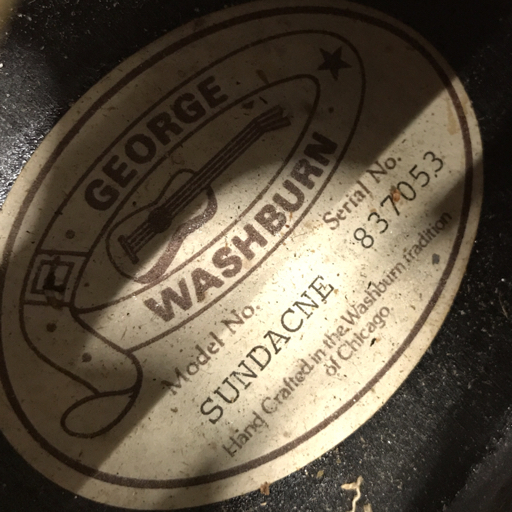 GEORGE
WASHBURN
Model No.
SUNDACNE
Serial No.
837053
Hand Crafted in the Washburn tradition
of Chicago.